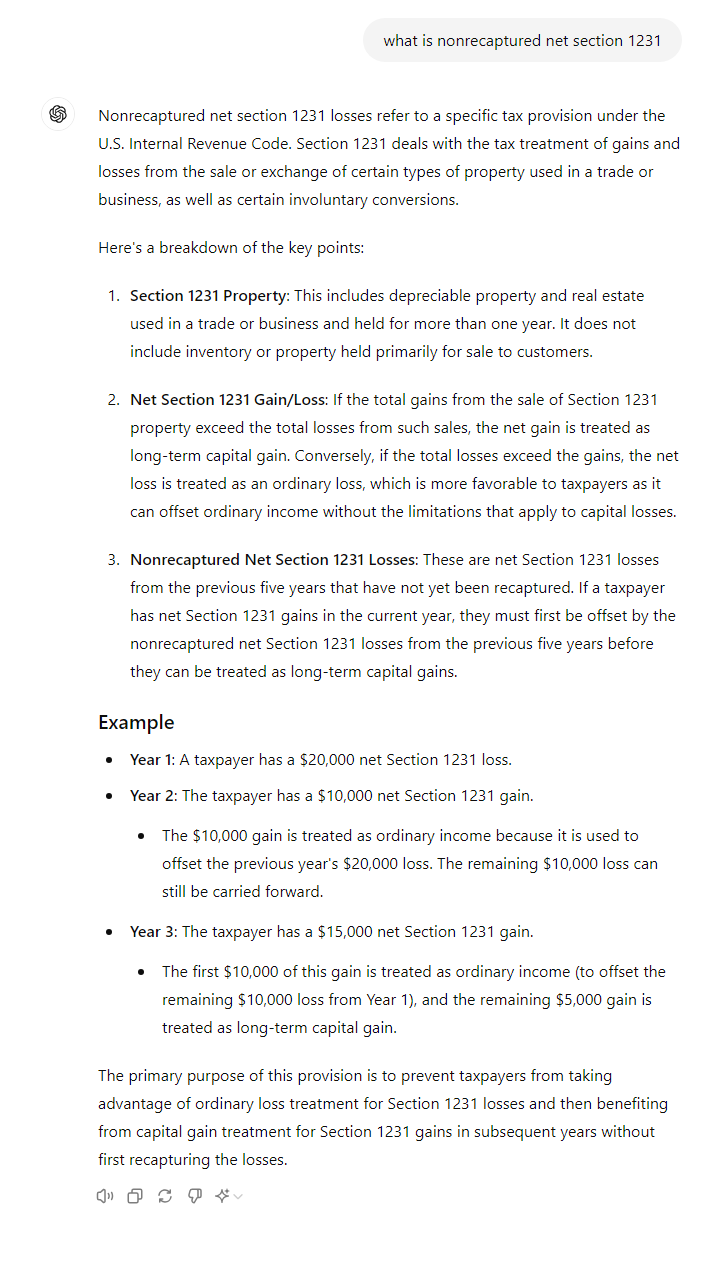 what is nonrecaptured net section 1231
Nonrecaptured net section 1231 losses refer to a specific tax provision under the
U.S. Internal Revenue Code. Section 1231 deals with the tax treatment of gains and
losses from the sale or exchange of certain types of property used in a trade or
business, as well as certain involuntary conversions.
Here's a breakdown of the key points:
1. Section 1231 Property: This includes depreciable property and real estate
used in a trade or business and held for more than one year. It does not
include inventory or property held primarily for sale to customers.
2. Net Section 1231 Gain/Loss: If the total gains from the sale of Section 1231
property exceed the total losses from such sales, the net gain is treated as
long-term capital gain. Conversely, if the total losses exceed the gains, the net
loss is treated as an ordinary loss, which is more favorable to taxpayers as it
can offset ordinary income without the limitations that apply to capital losses.
3. Nonrecaptured Net Section 1231 Losses: These are net Section 1231 losses
from the previous five years that have not yet been recaptured. If a taxpayer
has net Section 1231 gains in the current year, they must first be offset by the
nonrecaptured net Section 1231 losses from the previous five years before
they can be treated as long-term capital gains.
Example
• Year 1: A taxpayer has a $20,000 net Section 1231 loss.
• Year 2: The taxpayer has a $10,000 net Section 1231 gain.
• The $10,000 gain is treated as ordinary income because it is used to
offset the previous year's $20,000 loss. The remaining $10,000 loss can
still be carried forward.
• Year 3: The taxpayer has a $15,000 net Section 1231 gain.
• The first $10,000 of this gain is treated as ordinary income (to offset the
remaining $10,000 loss from Year 1), and the remaining $5,000 gain is
treated as long-term capital gain.
The primary purpose of this provision is to prevent taxpayers from taking
advantage of ordinary loss treatment for Section 1231 losses and then benefiting
from capital gain treatment for Section 1231 gains in subsequent years without
first recapturing the losses.